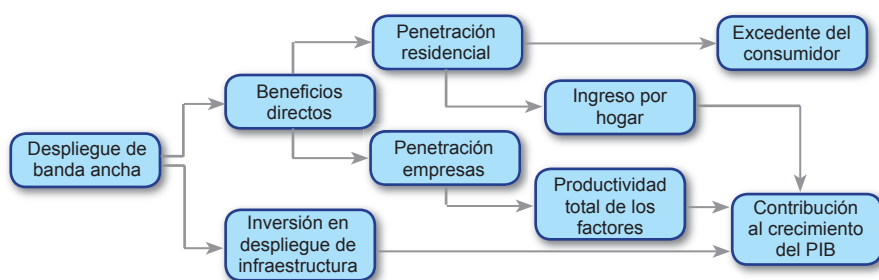 Penetración
residencial
Excedente del
consumidor
Beneficios
directos
Ingreso por
hogar
Despliegue de
banda ancha
Penetración
empresas
Productividad
total de los
factores
Contribución
al crecimiento
del PIB
Inversión en
despliegue de
infraestructura